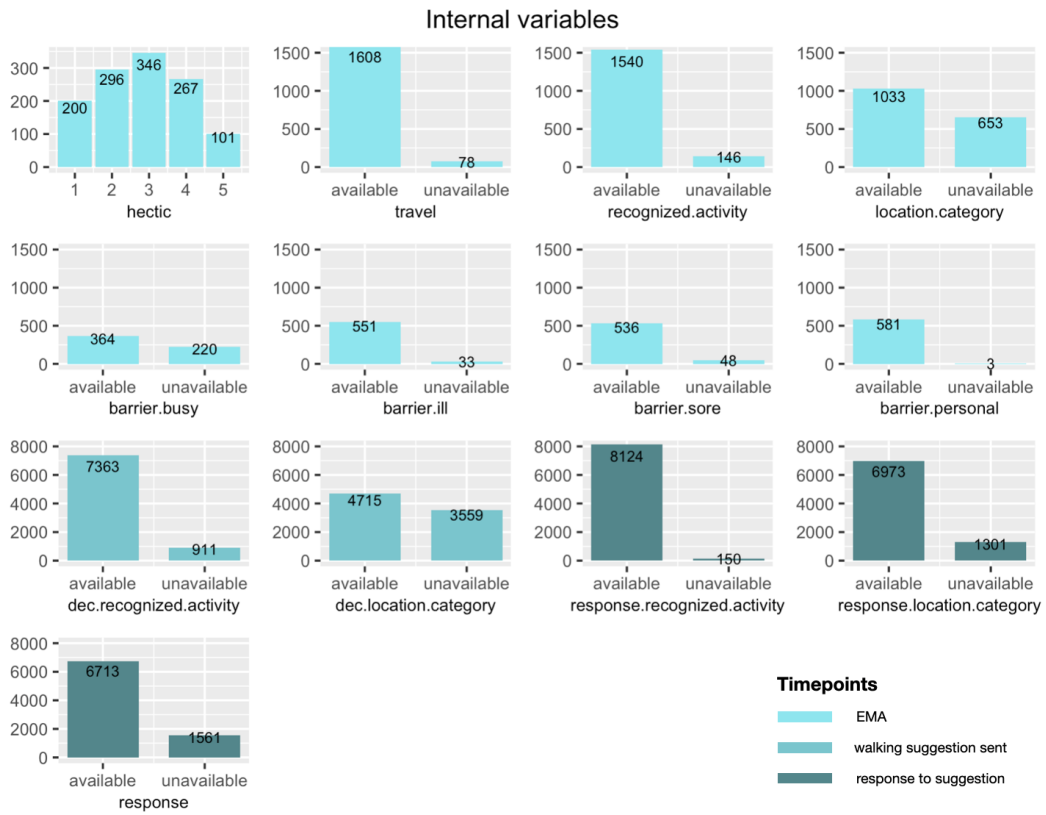 Internal variables
300
200
100
0
200
296
346
267
101
1 2 3 4 5
hectic
1500
1000
500
0
1608
78
available unavailable
travel
1500
1000
500
0
1540
146
available unavailable
recognized.activity
1500
1000
500
0
1033
653
available unavailable
location.category
1500
1000
500
0
364
220
available unavailable
barrier.busy
1500
1000
500
0
551
33
available unavailable
barrier.ill
1500
1000
500
0
536
48
available unavailable
barrier.sore
1500
1000
500
0
581
3
available unavailable
barrier.personal
8000
6000
4000
2000
0
7363
911
available unavailable
dec.recognized.activity
8000
6000
4000
2000
0
4715
3559
available unavailable
dec.location.category
8000
6000
4000
2000
0
8124
150
available unavailable
response.recognized.activity
8000
6000
4000
2000
0
6973
1301
available unavailable
response.location.category
8000
6000
4000
2000
0
6713
1561
available unavailable
response
Timepoints
EMA
walking suggestion sent
response to suggestion